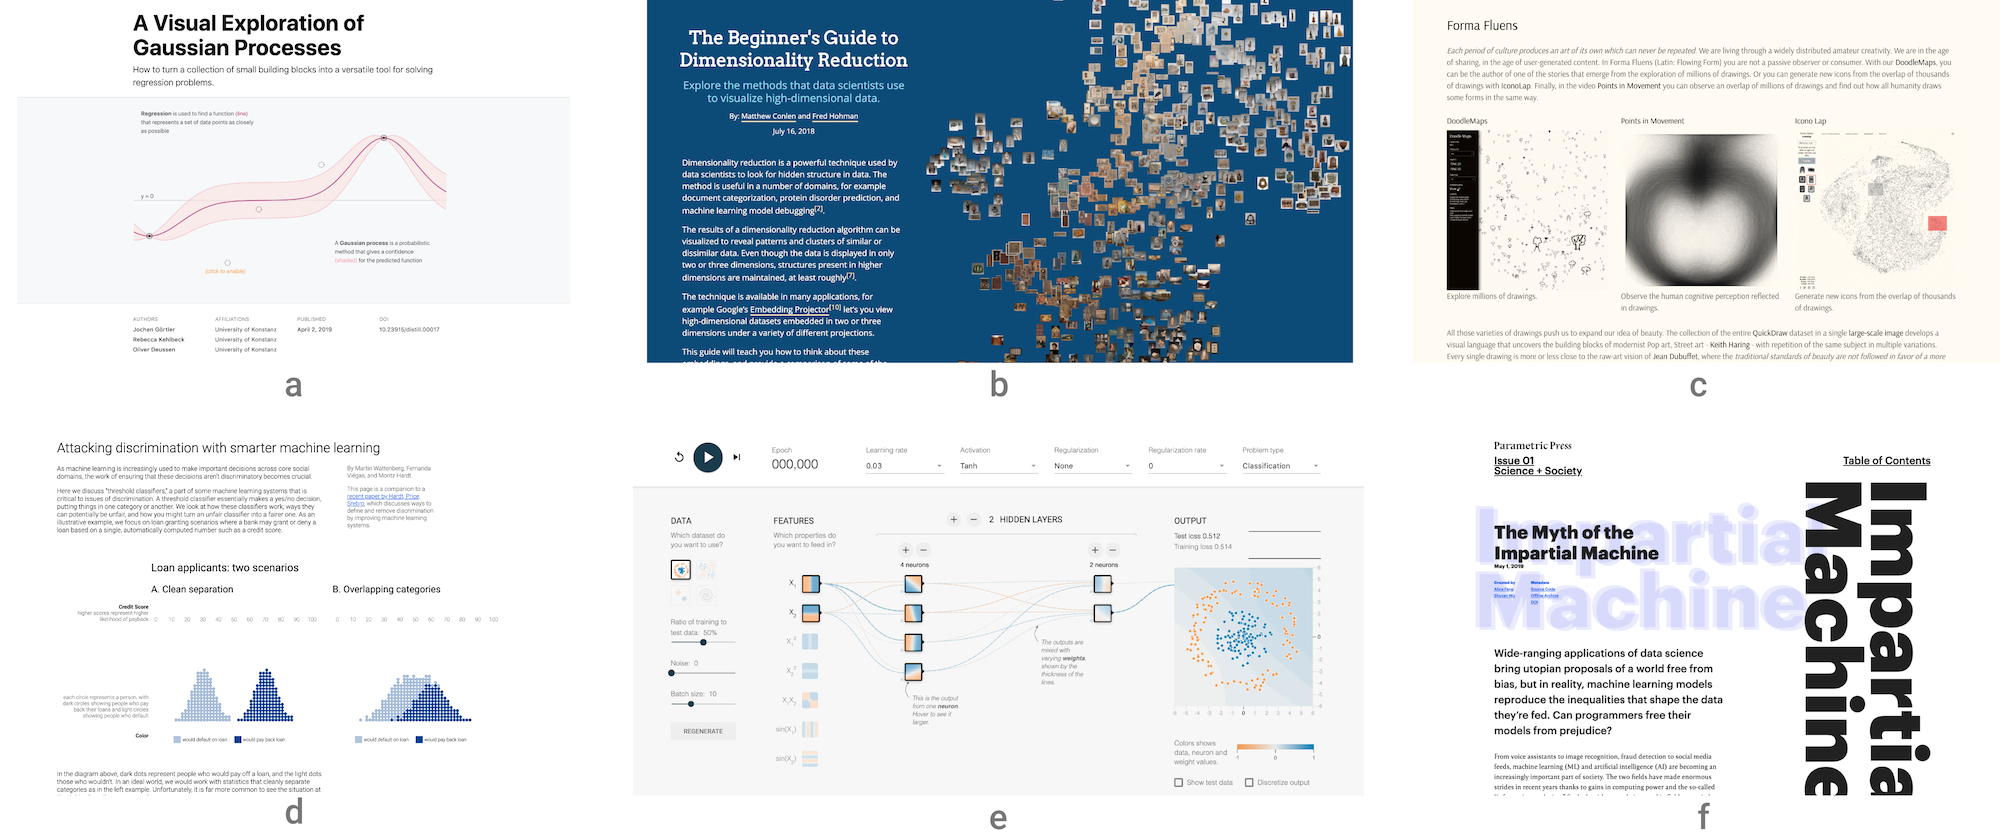 A Visual Exploration of
Gaussian Processes
How to turn a collection of small building blocks into a versatile tool for solving
regression problems.
Regression is used to find a function (line)
that represents a set of data points as closely
as possible
y = 0
A Gaussian process is a probabilistic
method that gives a confidence
(shaded) for the predicted function
(click to enable)
AUTHORS
Jochen Görtler
Rebecca Kehlbeck
Oliver Deussen
AFFILIATIONS
University of Konstanz
University of Konstanz
University of Konstanz
PUBLISHED
April 2, 2019
DOI
10.23915/distill.00017
a
The Beginner's Guide to
Dimensionality Reduction
Explore the methods that data scientists use
to visualize high-dimensional data.
By: Matthew Conlen and Fred Hohman
July 16, 2018
Dimensionality reduction is a powerful technique used by
data scientists to look for hidden structure in data. The
method is useful in a number of domains, for example
document categorization, protein disorder prediction, and
machine learning model debugging[2].
The results of a dimensionality reduction algorithm can be
visualized to reveal patterns and clusters of similar or
dissimilar data. Even though the data is displayed in only
two or three dimensions, structures present in higher
dimensions are maintained, at least roughly[7].
The technique is available in many applications, for
example Google's Embedding Projector[10] let's you view
high-dimensional datasets embedded in two or three
dimensions under a variety of different projections.
This guide will teach you how to think about these
b
Forma Fluens
Each period of culture produces an art of its own which can never be repeated. We are living through a widely distributed amateur creativity. We are in the age
of sharing, in the age of user-generated content. In Forma Fluens (Latin: Flowing Form) you are not a passive observer or consumer. With our DoodleMaps, you
can be the author of one of the stories that emerge from the exploration of millions of drawings. Or you can generate new icons from the overlap of thousands
of drawings with IconoLap. Finally, in the video Points in Movement you can observe an overlap of millions of drawings and find out how all humanity draws
some forms in the same way.
DoodleMaps
Points in Movement
Icono Lap
Explore millions of drawings.
Observe the human cognitive perception reflected
in drawings.
Generate new icons from the overlap of thousands
of drawings.
All those varieties of drawings push us to expand our idea of beauty. The collection of the entire QuickDraw dataset in a single large-scale image develops a
visual language that uncovers the building blocks of modernist Pop art, Street art - Keith Haring - with repetition of the same subject in multiple variations.
Every single drawing is more or less close to the raw-art vision of Jean Dubuffet, where the traditional standards of beauty are not followed in favor of a more
c
Attacking discrimination with smarter machine learning
As machine learning is increasingly used to make important decisions across core social
domains, the work of ensuring that these decisions aren't discriminatory becomes crucial.
Here we discuss "threshold classifiers," a part of some machine learning systems that is
critical to issues of discrimination. A threshold classifier essentially makes a yes/no decision,
putting things in one category or another. We look at how these classifiers work, ways they
can potentially be unfair, and how you might turn an unfair classifier into a fairer one. As an
illustrative example, we focus on loan granting scenarios where a bank may grant or deny a
loan based on a single, automatically computed number such as a credit score.
By Martin Wattenberg, Fernanda
Viégas, and Moritz Hardt.
This page is a companion to a
recent paper by Hardt, Price,
Srebro, which discusses ways to
define and remove discrimination
by improving machine learning
systems.
Loan applicants: two scenarios
A. Clean separation
B. Overlapping categories
Credit Score
higher scores represent higher
likelihood of payback
0 10 20 30 40 50 60 70 80 90 100
0 10 20 30 40 50 60 70 80 90 100
each circle represents a person, with
dark circles showing people who pay
back their loans and light circles
showing people who default
Color
would default on loan
would pay back loan
would default on loan
would pay back loan
In the diagram above, dark dots represent people who would pay off a loan, and the light dots
those who wouldn't. In an ideal world, we would work with statistics that cleanly separate
categories as in the left example. Unfortunately, it is far more common to see the situation at
d
Epoch
000,000
Learning rate
0.03
Activation
Tanh
Regularization
None
Regularization rate
0
Problem type
Classification
DATA
Which dataset do
you want to use?
Ratio of training to
test data: 50%
Noise: 0
Batch size: 10
REGENERATE
FEATURES
Which properties do
you want to feed in?
X1
X2
X1²
X2²
X1X2
sin(X1)
sin(X2)
+ − 2 HIDDEN LAYERS
+ −
4 neurons
+ −
2 neurons
This is the output
from one neuron.
Hover to see it
larger.
The outputs are
mixed with
varying weights,
shown by the
thickness of the
lines.
OUTPUT
Test loss 0.512
Training loss 0.514
-6 -5 -4 -3 -2 -1 0 1 2 3 4 5 6
Colors shows
data, neuron and
weight values.
-1 0 1
Show test data
Discretize output
e
Parametric Press
Issue 01
Science + Society
Table of Contents
Impartial
Machine
The Myth of the
Impartial Machine
May 1, 2019
Created by
Alice Feng
Shuyan Wu
Metadata
Source Code
Offline Archive
DOI
Wide-ranging applications of data science
bring utopian proposals of a world free from
bias, but in reality, machine learning models
reproduce the inequalities that shape the data
they're fed. Can programmers free their
models from prejudice?
From voice assistants to image recognition, fraud detection to social media
feeds, machine learning (ML) and artificial intelligence (AI) are becoming an
increasingly important part of society. The two fields have made enormous
strides in recent years thanks to gains in computing power and the so-called
Impartia
Machine
f